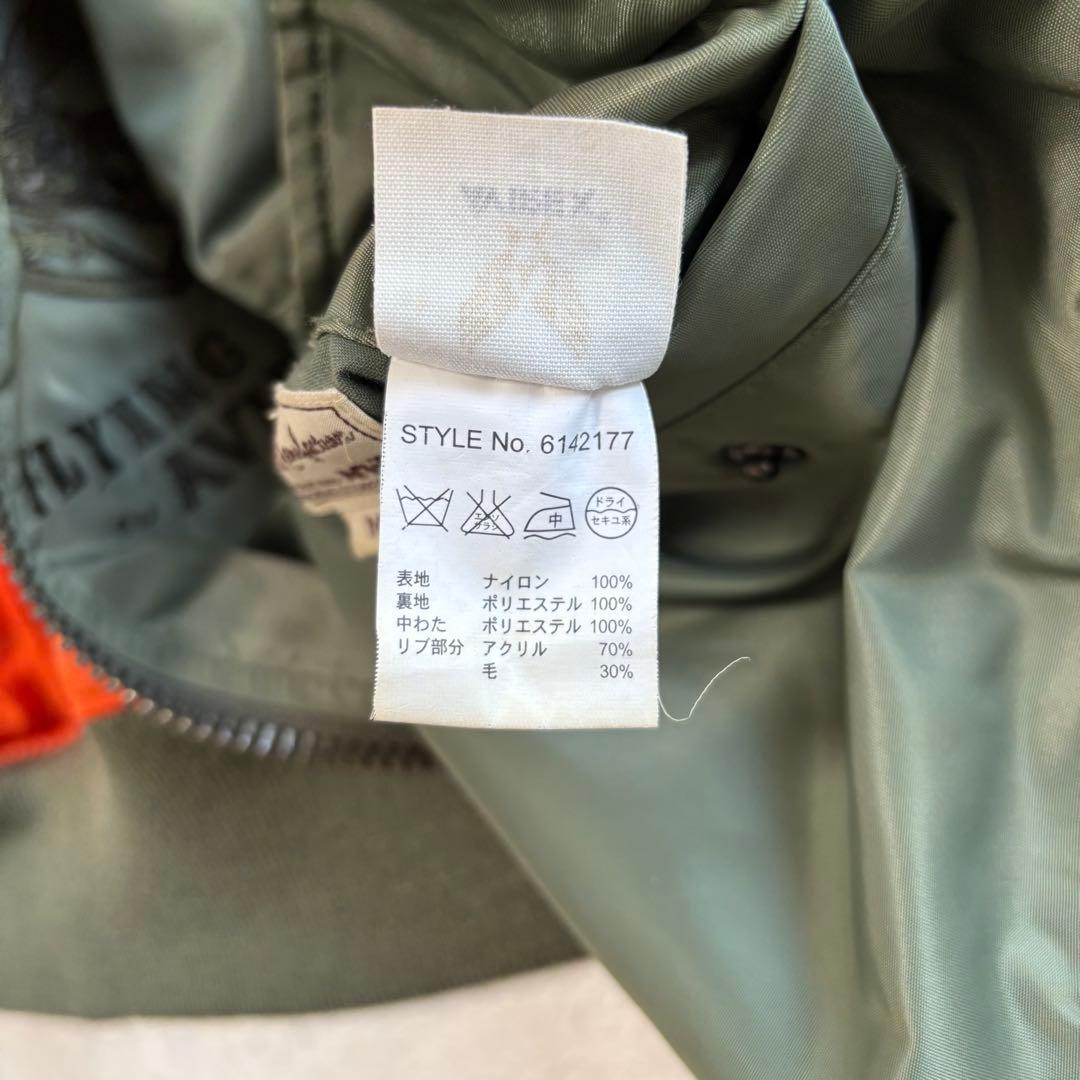 STYLE No. 6142177
エンソ
サラシ
中
ドライ
セキユ系
表地 ナイロン 100%
裏地 ポリエステル 100%
中わた ポリエステル 100%
リブ部分 アクリル 70%
毛 30%
FLYING